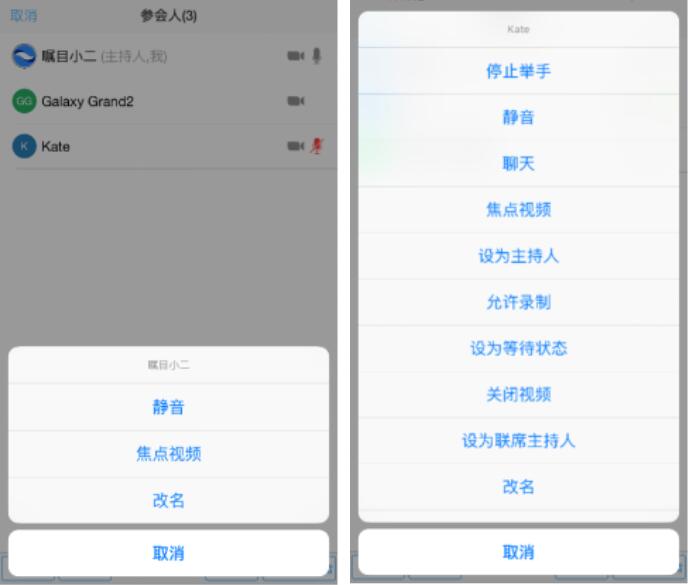 取消
参会人(3)
瞩目小二 (主持人,我)
GG Galaxy Grand2
K Kate
瞩目小二
静音
焦点视频
改名
取消
Kate
停止举手
静音
聊天
焦点视频
设为主持人
允许录制
设为等待状态
关闭视频
设为联席主持人
改名
取消